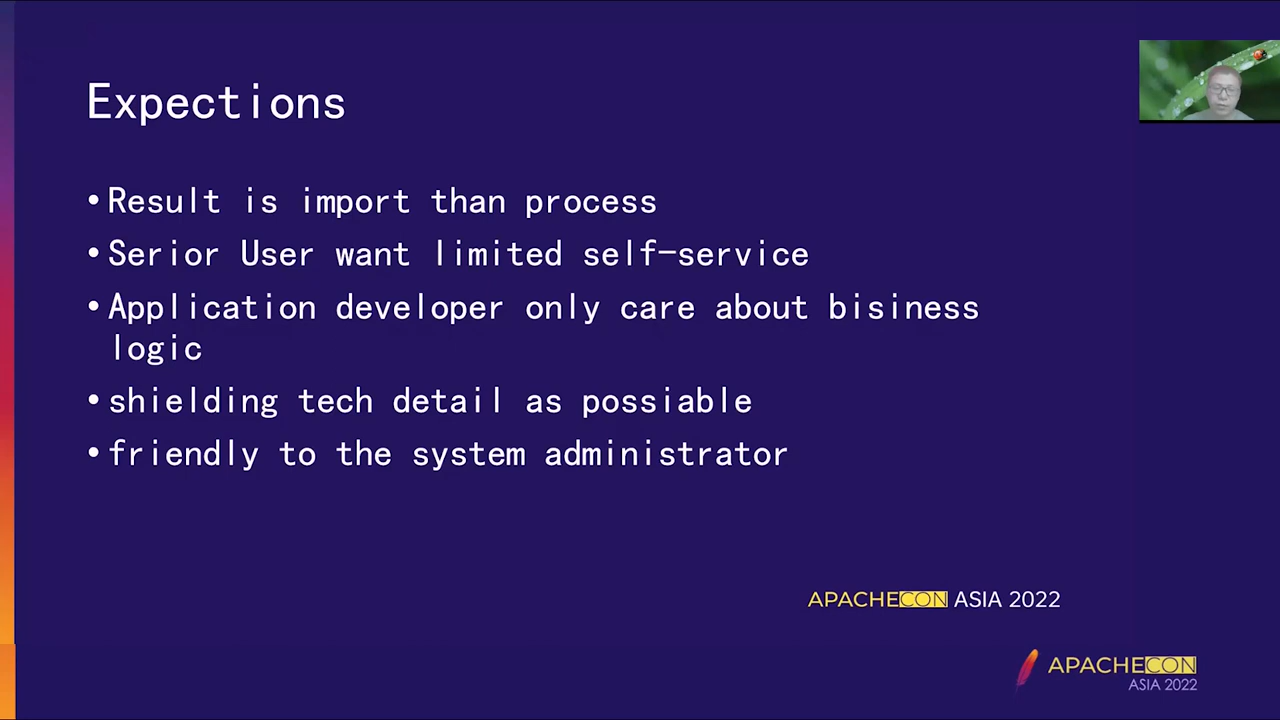 Expections
•Result is import than process
•Serior User want limited self-service
•Application developer only care about bisiness
logic
•shielding tech detail as possiable
•friendly to the system administrator
APACHECON ASIA 2022
APACHECON
ASIA 2022